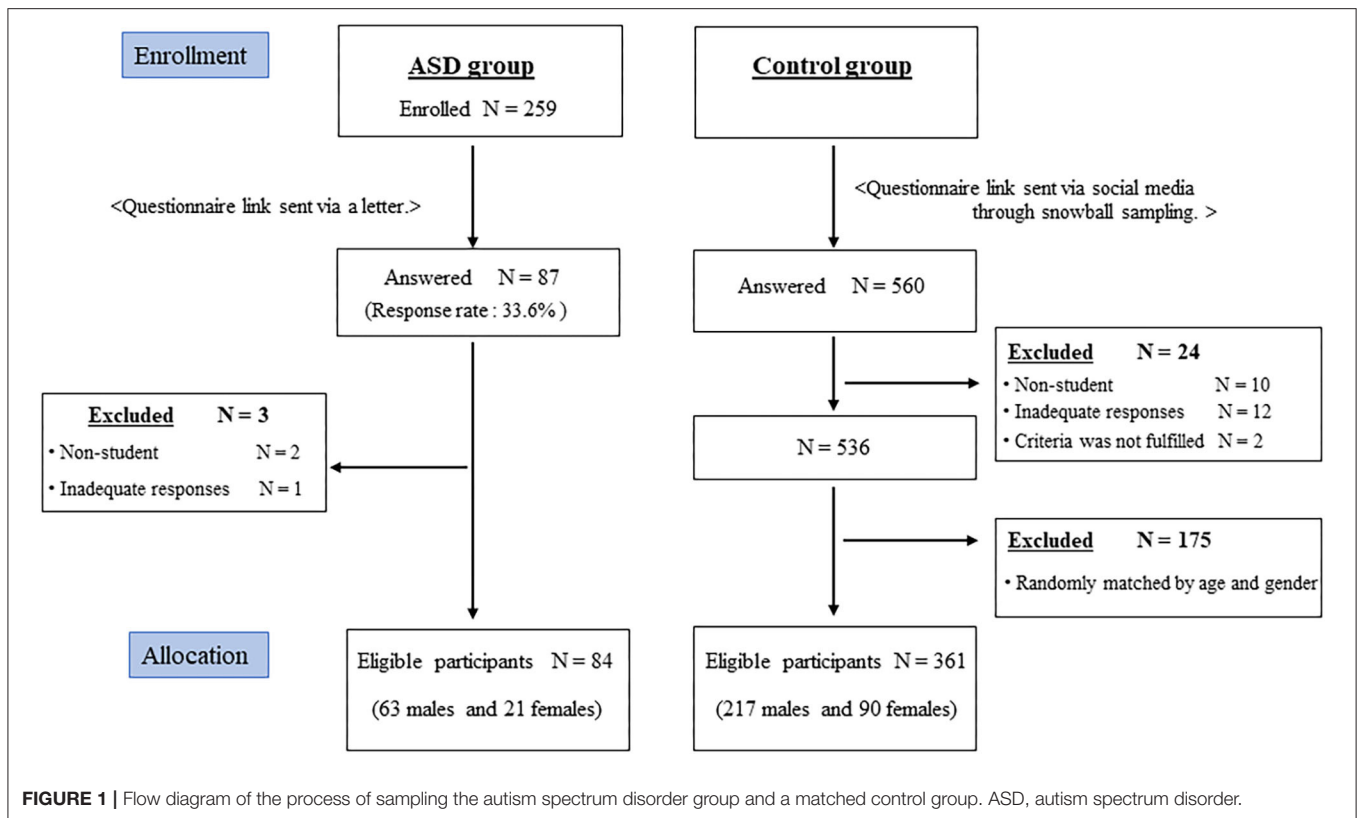 Enrollment
ASD group
Enrolled N = 259
Control group
<Questionnaire link sent via a letter.>
<Questionnaire link sent via social media
through snowball sampling. >
Answered N = 87
(Response rate : 33.6% )
Answered N = 560
Excluded N = 24
• Non-student N = 10
• Inadequate responses N = 12
• Criteria was not fulfilled N = 2
Excluded N = 3
• Non-student N = 2
• Inadequate responses N = 1
N = 536
Excluded N = 175
• Randomly matched by age and gender
Allocation
Eligible participants N = 84
(63 males and 21 females)
Eligible participants N = 361
(217 males and 90 females)
FIGURE 1 | Flow diagram of the process of sampling the autism spectrum disorder group and a matched control group. ASD, autism spectrum disorder.